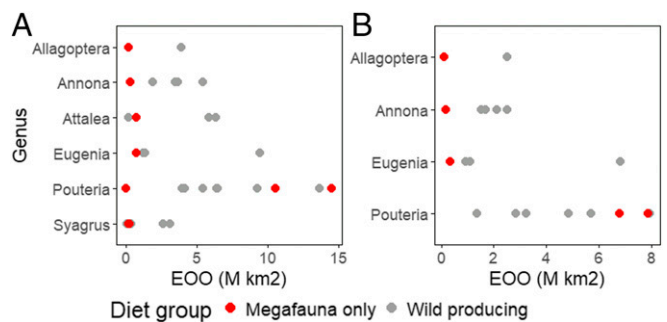 A
Genus
Allagoptera
Annona
Attalea
Eugenia
Pouteria
Syagrus
0 5 10 15
EOO (M km2)
B
Allagoptera
Annona
Eugenia
Pouteria
0 2 4 6 8
EOO (M km2)
Diet group Megafauna only Wild producing